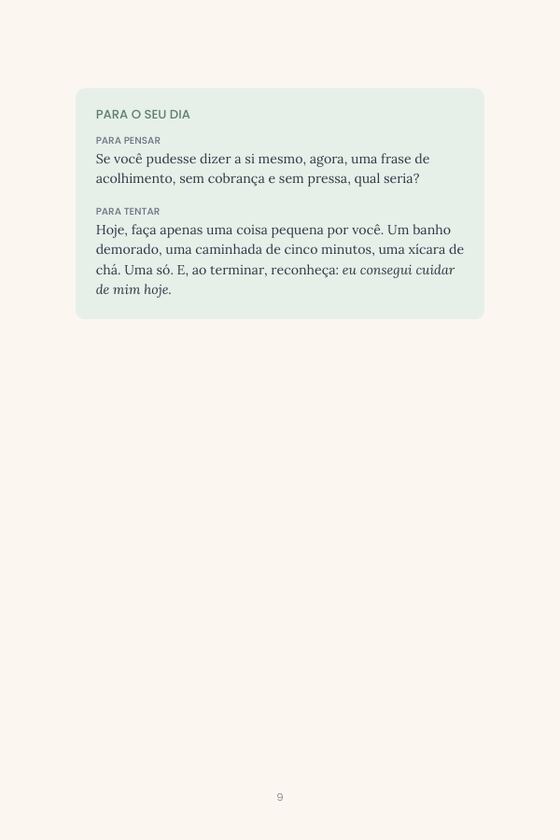 PARA O SEU DIA
PARA PENSAR
Se você pudesse dizer a si mesmo, agora, uma frase de
acolhimento, sem cobrança e sem pressa, qual seria?
PARA TENTAR
Hoje, faça apenas uma coisa pequena por você. Um banho
demorado, uma caminhada de cinco minutos, uma xícara de
chá. Uma só. E, ao terminar, reconheça: eu consegui cuidar
de mim hoje.
9